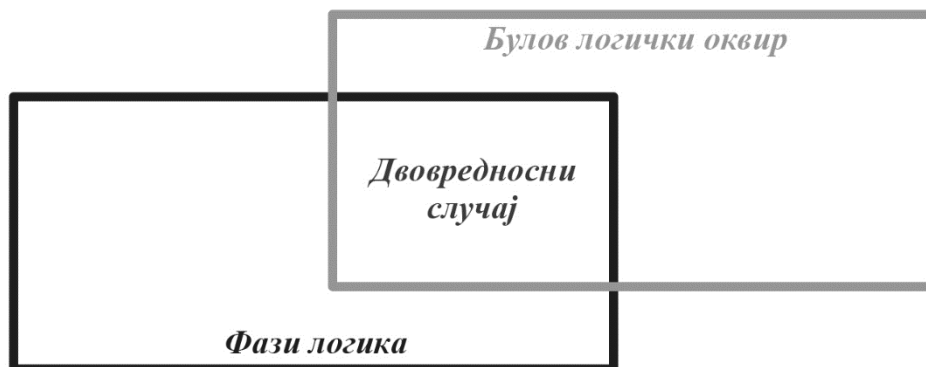 Булов логички оквир
Двовредносни
случај
Фази логика